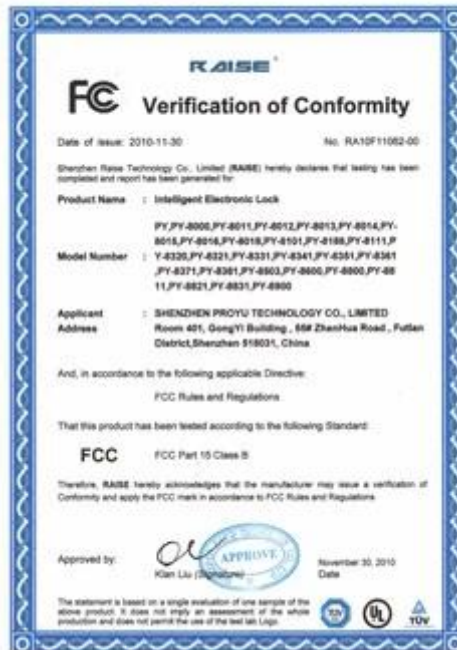 RAISE
FC
Verification of Conformity
Date of issue: 2010-11-30 No. RA10F11062-00
Shenzhen Raise Technology Co., Limited (RAISE) hereby declares that testing has been
completed and report has been generated for:
Product Name : Intelligent Electronic Lock
PY,PY-8000,PY-8011,PY-8012,PY-8013,PY-8014,PY-
8015,PY-8016,PY-8018,PY-8101,PY-8188,PY-8111,P
Model Number : Y-8320,PY-8321,PY-8331,PY-8341,PY-8351,PY-8361
,PY-8371,PY-8381,PY-8503,PY-8600,PY-8800,PY-88
11,PY-8821,PY-8831,PY-8900
Applicant : SHENZHEN PROYU TECHNOLOGY CO., LIMITED
Address Room 401, GongYi Building , 55# ZhenHua Road , Futian
District,Shenzhen 518031, China
And, in accordance to the following applicable Directive:
FCC Rules and Regulations
That this product has been tested according to the following Standard:
FCC FCC Part 15 Class B
Therefore, RAISE hereby acknowledges that the manufacturer may issue a verification of
Conformity and apply the FCC mark in accordance to FCC Rules and Regulations
Approved by:
APPROVE
November 30, 2010
Kian Liu (Signature) Date
The statement is based on a single evaluation of one sample of the
above product. It does not imply an assessment of the whole
production and does not permit the use of the test lab Logo.
TUV
UL
TÜV